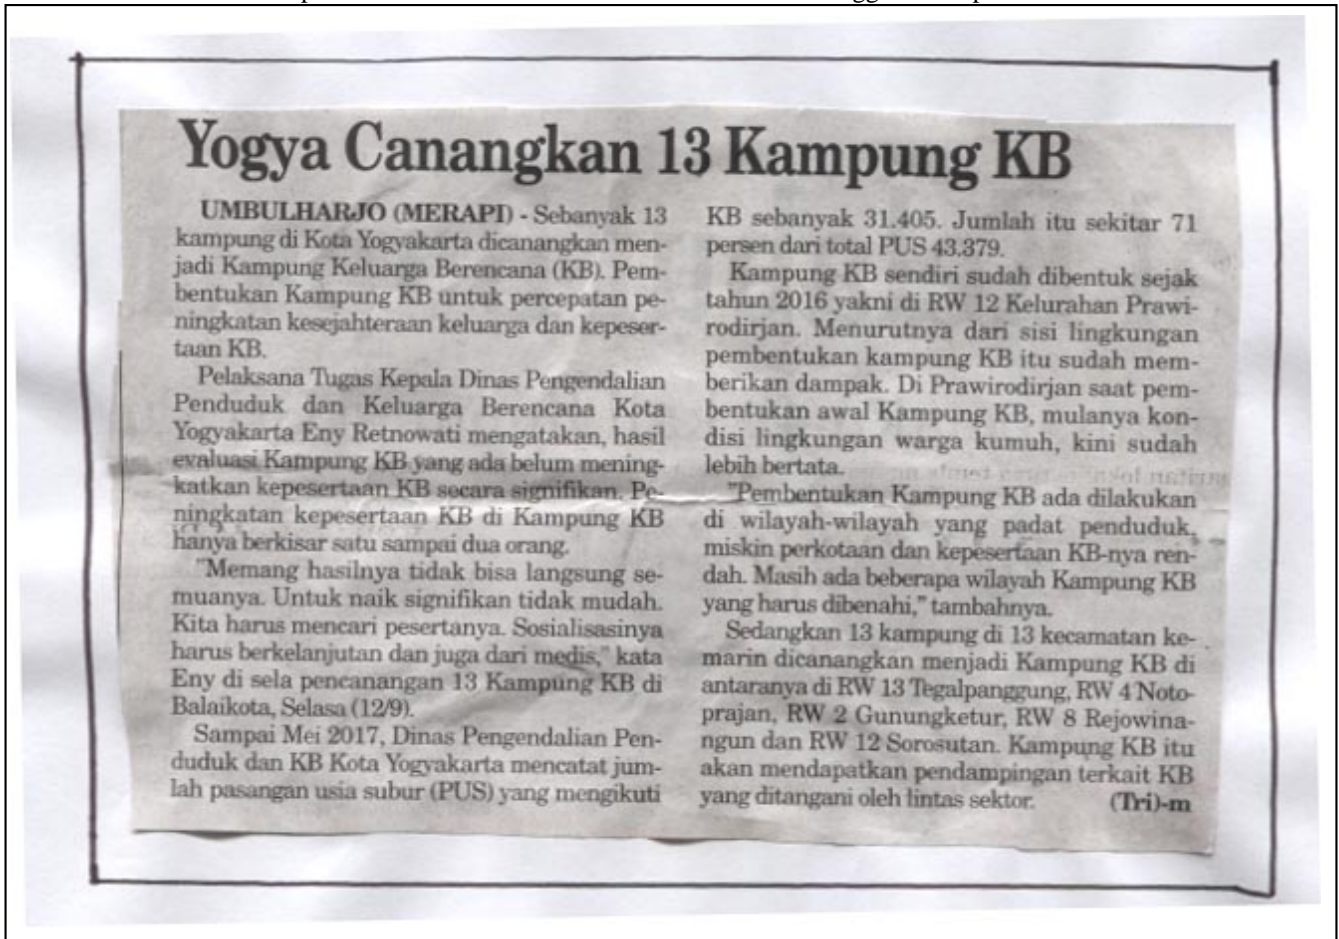 Yogya Canangkan 13 Kampung KB
UMBULHARJO (MERAPI) - Sebanyak 13
kampung di Kota Yogyakarta dicanangkan men-
jadi Kampung Keluarga Berencana (KB). Pem-
bentukan Kampung KB untuk percepatan pe-
ningkatan kesejahteraan keluarga dan kepeser-
taan KB.
Pelaksana Tugas Kepala Dinas Pengendalian
Penduduk dan Keluarga Berencana Kota
Yogyakarta Eny Retnowati mengatakan, hasil
evaluasi Kampung KB yang ada belum mening-
katkan kepesertaan KB secara signifikan. Pe-
ningkatan kepesertaan KB di Kampung KB
hanya berkisar satu sampai dua orang.
"Memang hasilnya tidak bisa langsung se-
muanya. Untuk naik signifikan tidak mudah.
Kita harus mencari pesertanya. Sosialisasinya
harus berkelanjutan dan juga dari medis," kata
Eny di sela pencanangan 13 Kampung KB di
Balaikota, Selasa (12/9).
Sampai Mei 2017, Dinas Pengendalian Pen-
duduk dan KB Kota Yogyakarta mencatat jum-
lah pasangan usia subur (PUS) yang mengikuti
KB sebanyak 31.405. Jumlah itu sekitar 71
persen dari total PUS 43.379.
Kampung KB sendiri sudah dibentuk sejak
tahun 2016 yakni di RW 12 Kelurahan Prawi-
rodirjan. Menurutnya dari sisi lingkungan
pembentukan kampung KB itu sudah mem-
berikan dampak. Di Prawirodirjan saat pem-
bentukan awal Kampung KB, mulanya kon-
disi lingkungan warga kumuh, kini sudah
lebih bertata.
"Pembentukan Kampung KB ada dilakukan
di wilayah-wilayah yang padat penduduk,
miskin perkotaan dan kepesertaan KB-nya ren-
dah. Masih ada beberapa wilayah Kampung KB
yang harus dibenahi," tambahnya.
Sedangkan 13 kampung di 13 kecamatan ke-
marin dicanangkan menjadi Kampung KB di
antaranya di RW 13 Tegalpanggung, RW 4 Noto-
prajan, RW 2 Gunungketur, RW 8 Rejowina-
ngun dan RW 12 Sorosutan. Kampung KB itu
akan mendapatkan pendampingan terkait KB
yang ditangani oleh lintas sektor. (Tri)-m